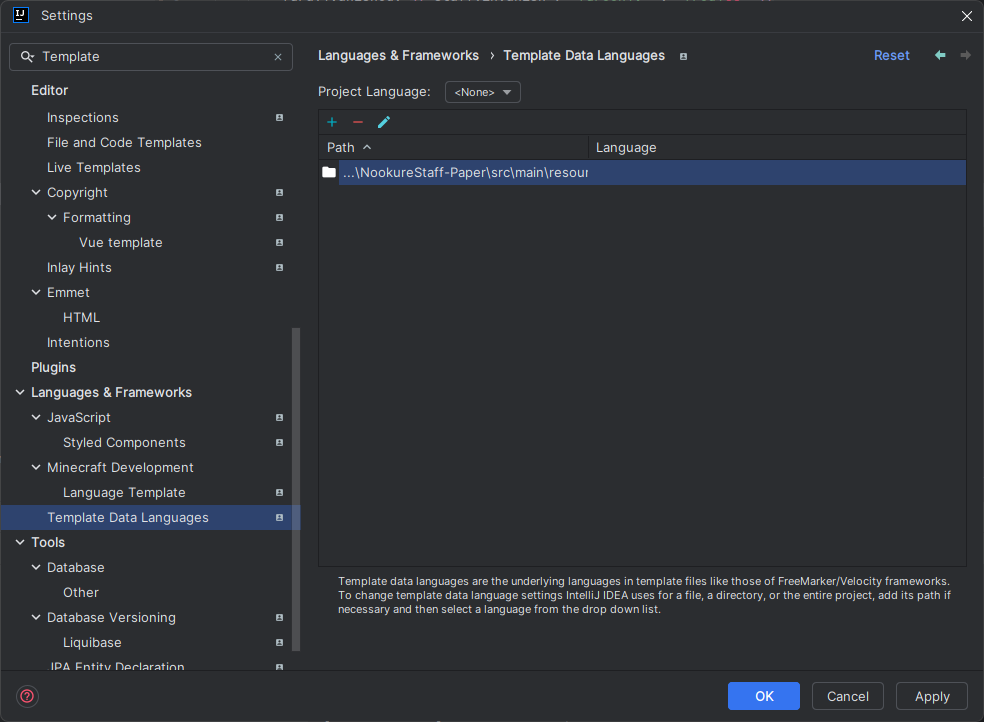 Settings
Template
Languages & Frameworks › Template Data Languages
Reset
Editor
Inspections
File and Code Templates
Live Templates
Copyright
Formatting
Vue template
Inlay Hints
Emmet
HTML
Intentions
Plugins
Languages & Frameworks
JavaScript
Styled Components
Minecraft Development
Language Template
Template Data Languages
Tools
Database
Other
Database Versioning
Liquibase
JPA Entity Declaration
Project Language: <None>
Path Language
...\NookureStaff-Paper\src\main\resour
Template data languages are the underlying languages in template files like those of FreeMarker/Velocity frameworks.
To change template data language settings IntelliJ IDEA uses for a file, a directory, or the entire project, add its path if
necessary and then select a language from the drop down list.
OK Cancel Apply